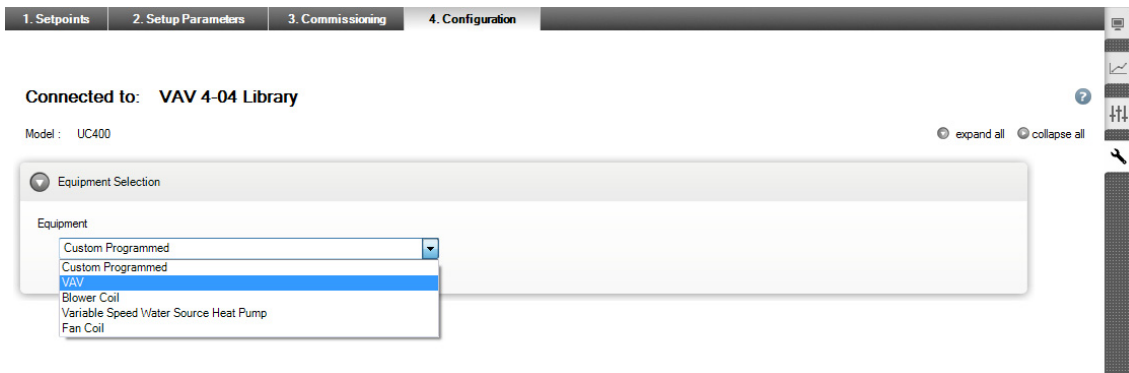 1. Setpoints 2. Setup Parameters 3. Commissioning 4. Configuration
Connected to: VAV 4-04 Library
Model : UC400
expand all collapse all
Equipment Selection
Equipment
Custom Programmed
Custom Programmed
VAV
Blower Coil
Variable Speed Water Source Heat Pump
Fan Coil